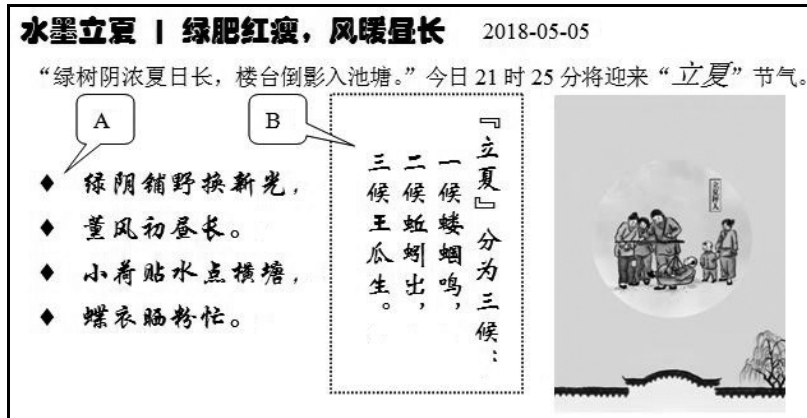 水墨立夏 | 绿肥红瘦，风暖昼长 2018-05-05
“绿树阴浓夏日长，楼台倒影入池塘。”今日 21 时 25 分将迎来“立夏”节气。
A
B
绿阴铺野换新光，
薰风初昼长。
小荷贴水点横塘，
蝶衣晒粉忙。
『立夏』分为三候：
一候蝼蝈鸣，
二候蚯蚓出，
三候王瓜生。